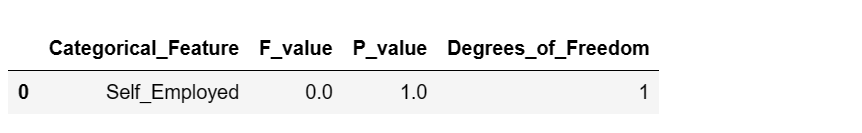 Categorical_Feature F_value P_value Degrees_of_Freedom
0 Self_Employed 0.0 1.0 1